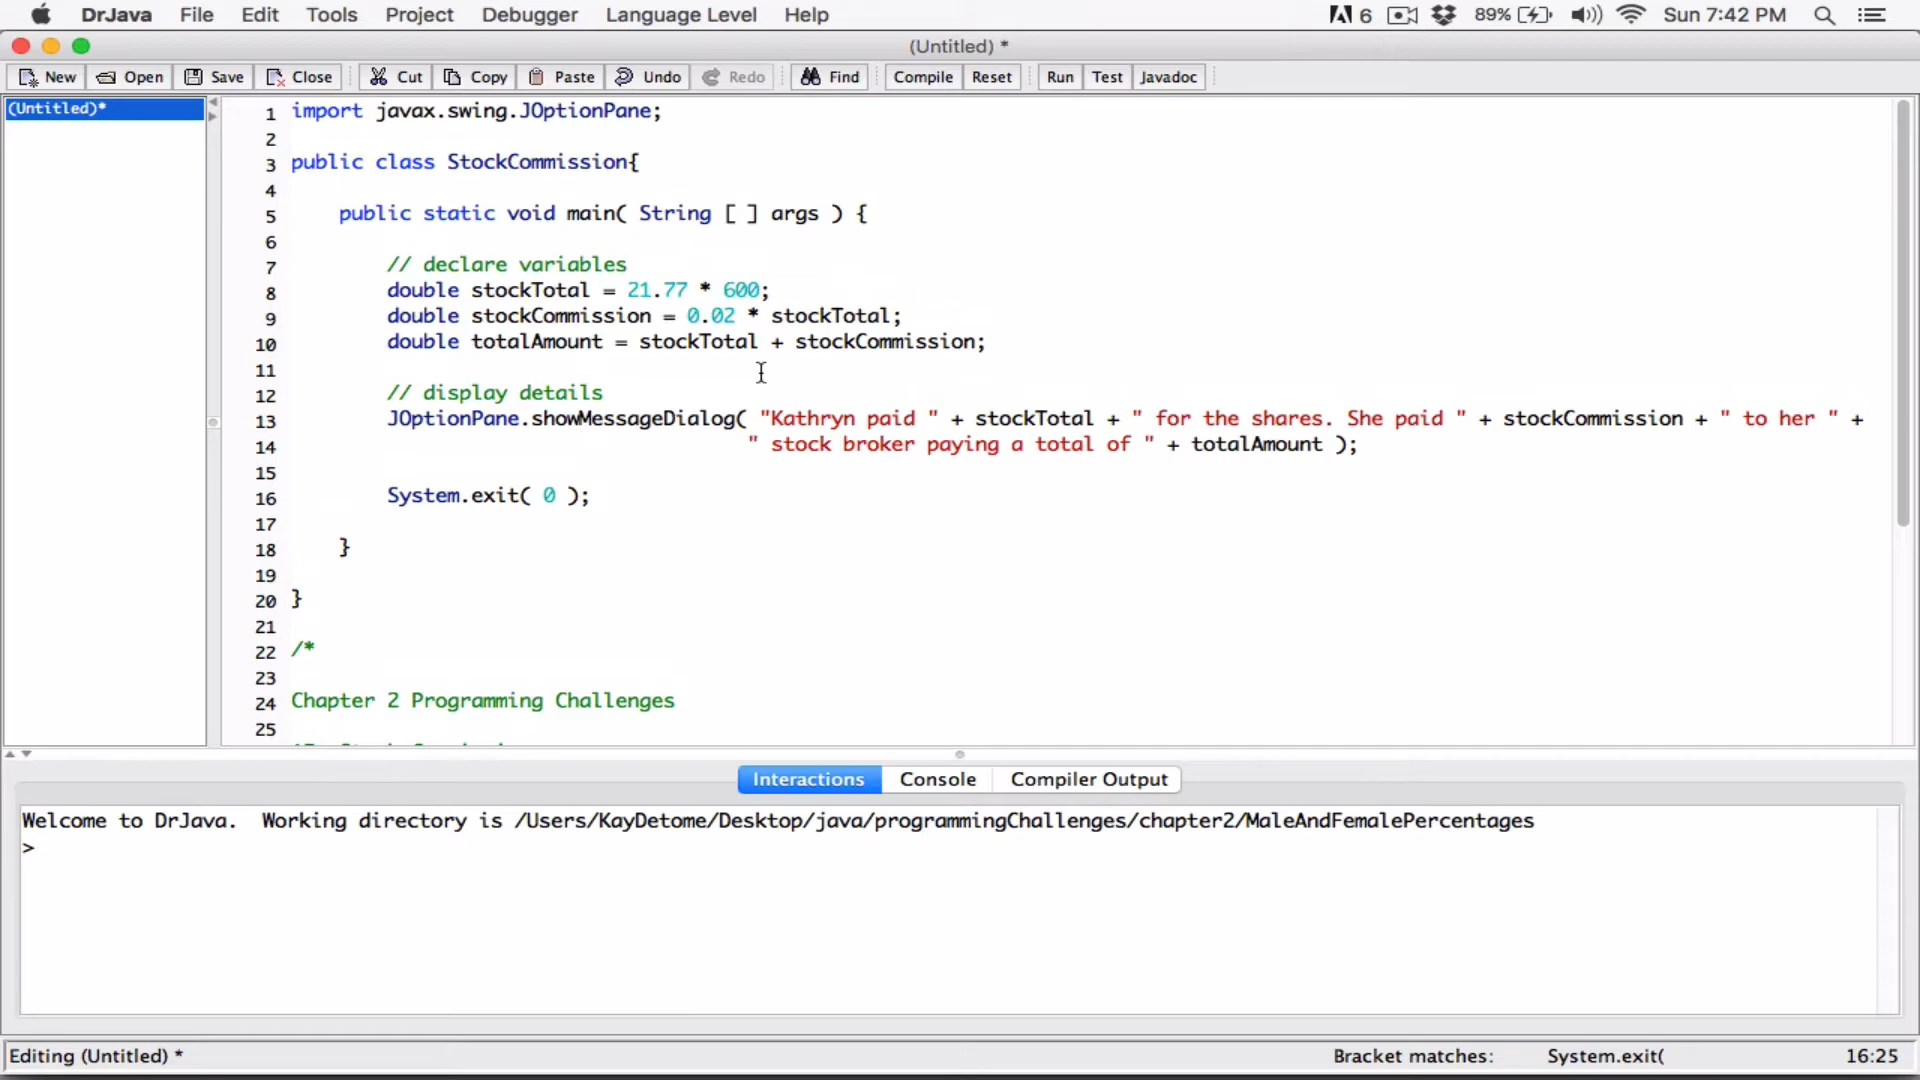 DrJava File Edit Tools Project Debugger Language Level Help 6 89% Sun 7:42 PM
(Untitled) *
New Open Save Close Cut Copy Paste Undo Redo Find Compile Reset Run Test Javadoc
(Untitled)*
1 import javax.swing.JOptionPane;
2
3 public class StockCommission{
4
5 public static void main( String [ ] args ) {
6
7 // declare variables
8 double stockTotal = 21.77 * 600;
9 double stockCommission = 0.02 * stockTotal;
10 double totalAmount = stockTotal + stockCommission;
11
12 // display details
13 JOptionPane.showMessageDialog( "Kathryn paid " + stockTotal + " for the shares. She paid " + stockCommission + " to her " +
14 " stock broker paying a total of " + totalAmount );
15
16 System.exit( 0 );
17
18 }
19
20 }
21
22 /*
23
24 Chapter 2 Programming Challenges
25
Interactions Console Compiler Output
Welcome to DrJava. Working directory is /Users/KayDetome/Desktop/java/programmingChallenges/chapter2/MaleAndFemalePercentages
>
Editing (Untitled) * Bracket matches: System.exit( 16:25